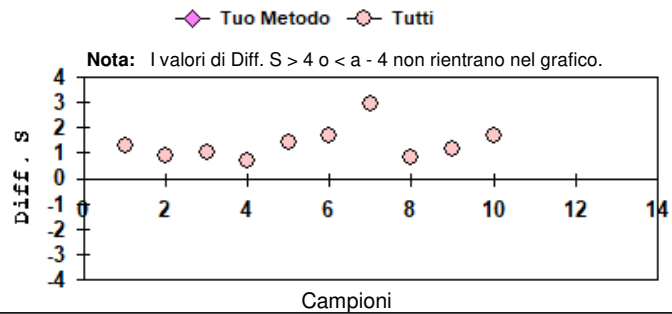 Tuo Metodo Tutti
Nota: I valori di Diff. S > 4 o < a - 4 non rientrano nel grafico.
4
3
2
1
0
-1
-2
-3
-4
Diff. S
0 2 4 6 8 10 12 14
Campioni